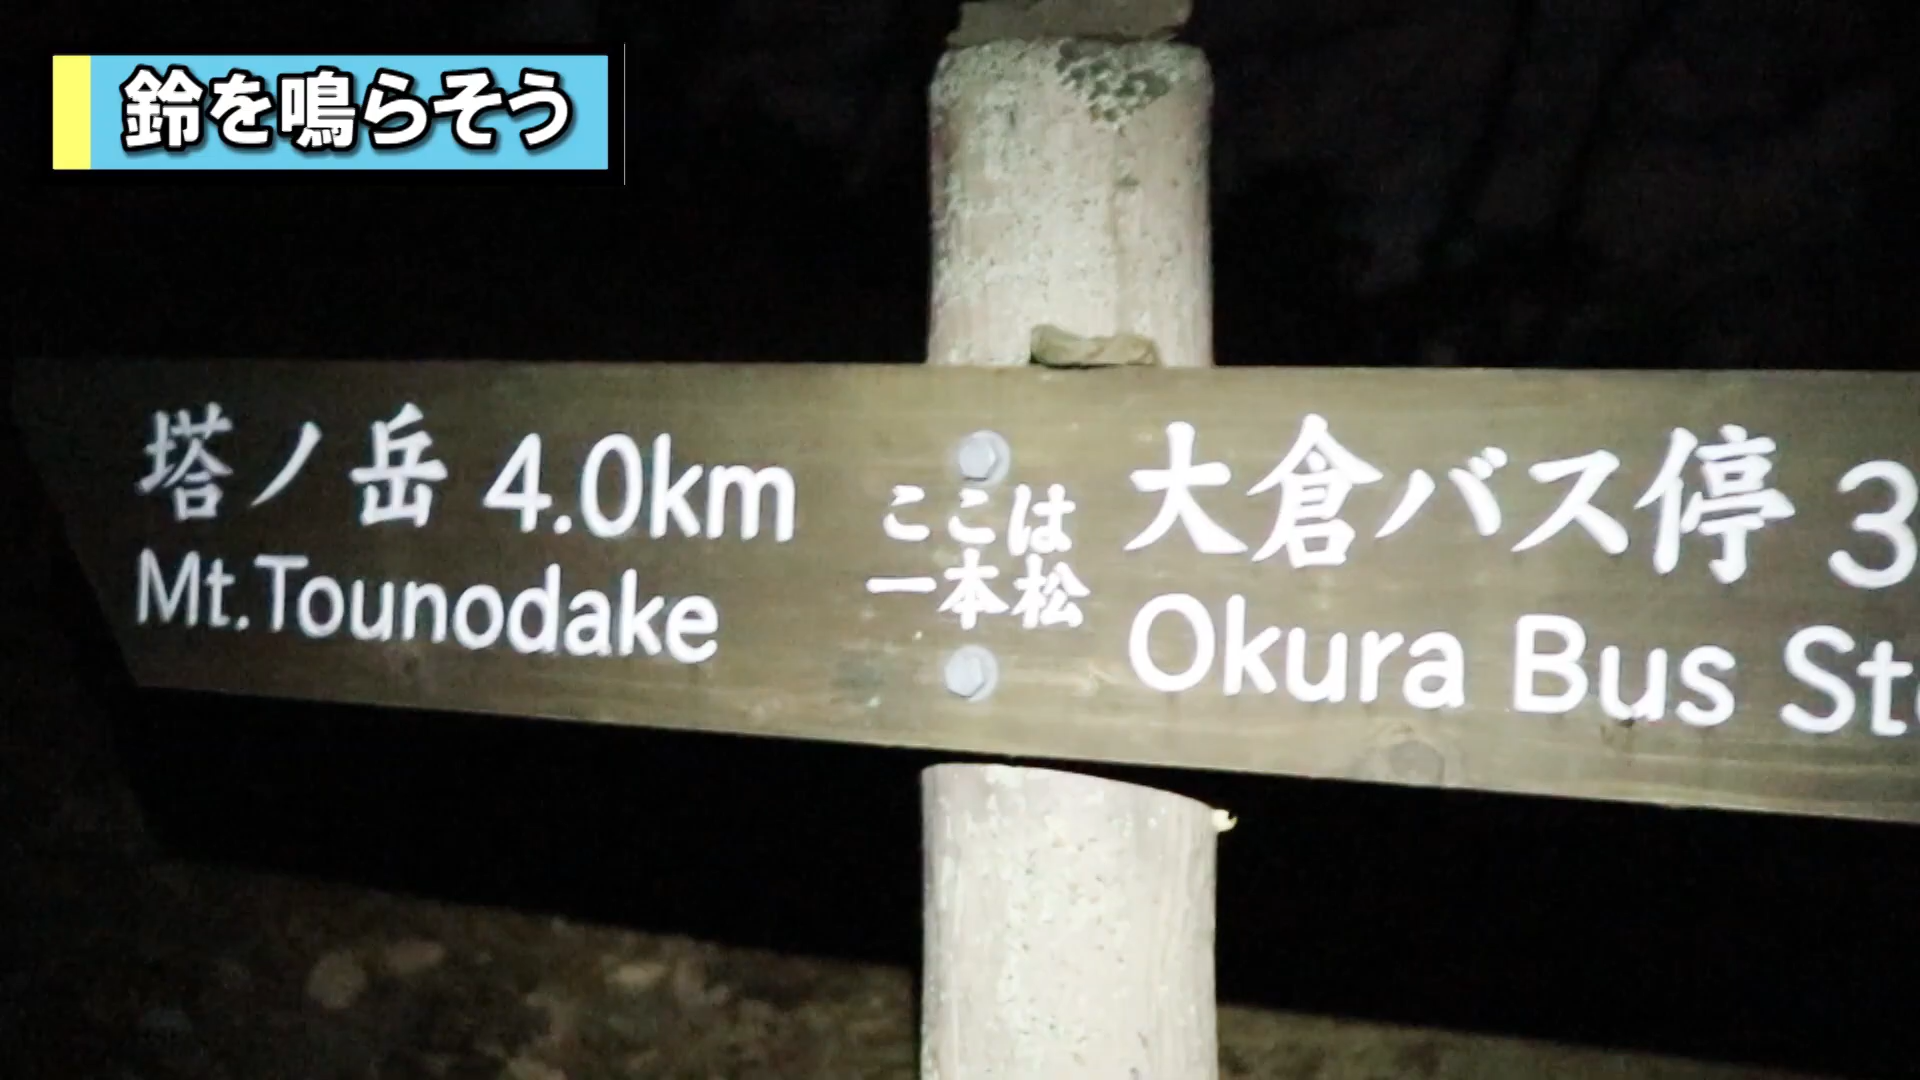 鈴を鳴らそう
塔ノ岳 4.0km
Mt.Tounodake
ここは
一本松
大倉バス停 3
Okura Bus